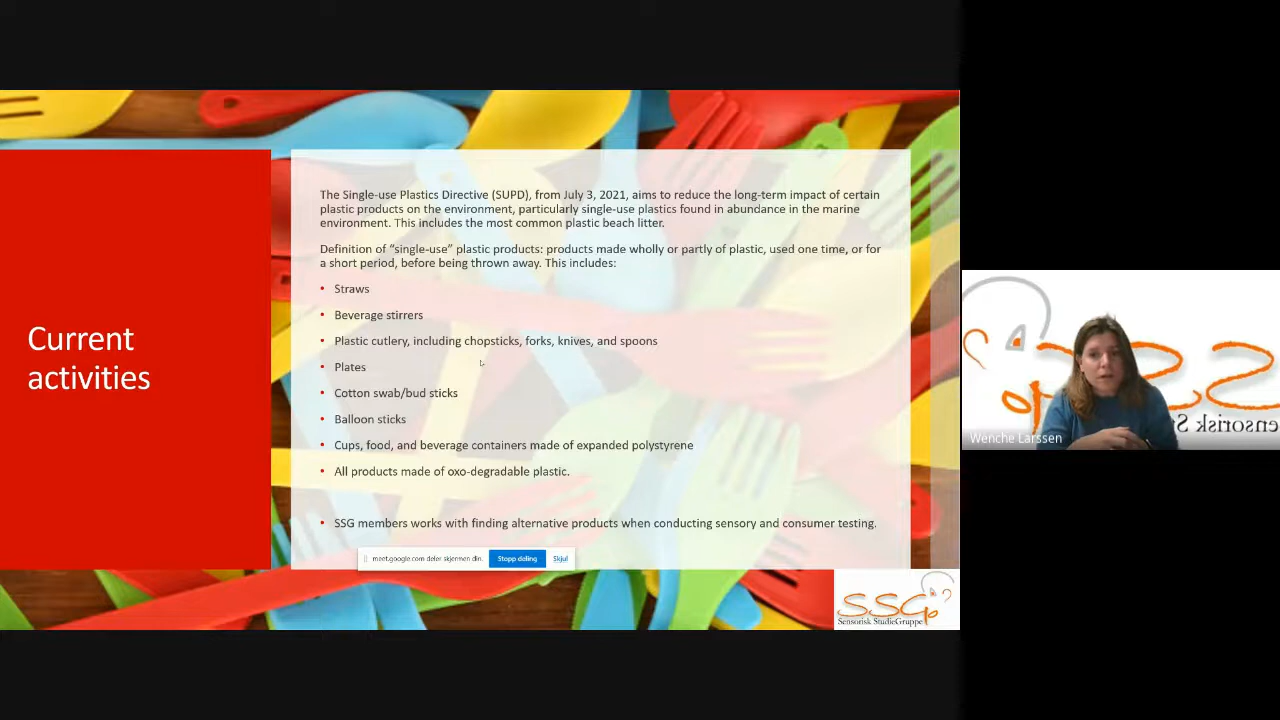 Current
activities
The Single-use Plastics Directive (SUPD), from July 3, 2021, aims to reduce the long-term impact of certain
plastic products on the environment, particularly single-use plastics found in abundance in the marine
environment. This includes the most common plastic beach litter.
Definition of “single-use” plastic products: products made wholly or partly of plastic, used one time, or for
a short period, before being thrown away. This includes:
• Straws
• Beverage stirrers
• Plastic cutlery, including chopsticks, forks, knives, and spoons
• Plates
• Cotton swab/bud sticks
• Balloon sticks
• Cups, food, and beverage containers made of expanded polystyrene
• All products made of oxo-degradable plastic.
• SSG members works with finding alternative products when conducting sensory and consumer testing.
meet.google.com deler skjermen din. Stopp deling Skjul
SSG
Sensorisk StudieGruppe
SSG
Sensorisk S
Wenche Larssen